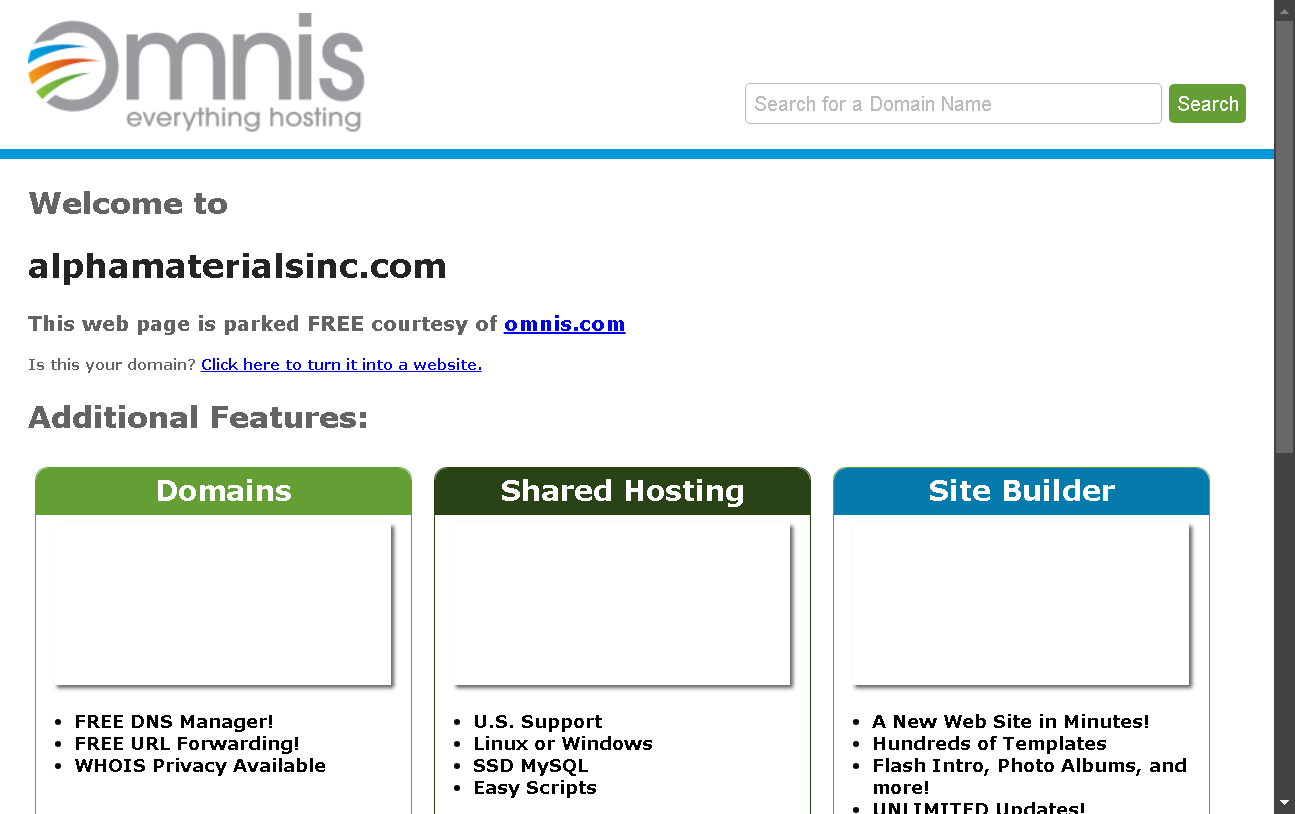 Omnis
everything hosting
Search for a Domain Name
Search
Welcome to
alphamaterialsinc.com
This web page is parked FREE courtesy of omnis.com
Is this your domain? Click here to turn it into a website.
Additional Features:
Domains
FREE DNS Manager!
FREE URL Forwarding!
WHOIS Privacy Available
Shared Hosting
U.S. Support
Linux or Windows
SSD MySQL
Easy Scripts
Site Builder
A New Web Site in Minutes!
Hundreds of Templates
Flash Intro, Photo Albums, and
more!
UNLIMITED Updates!